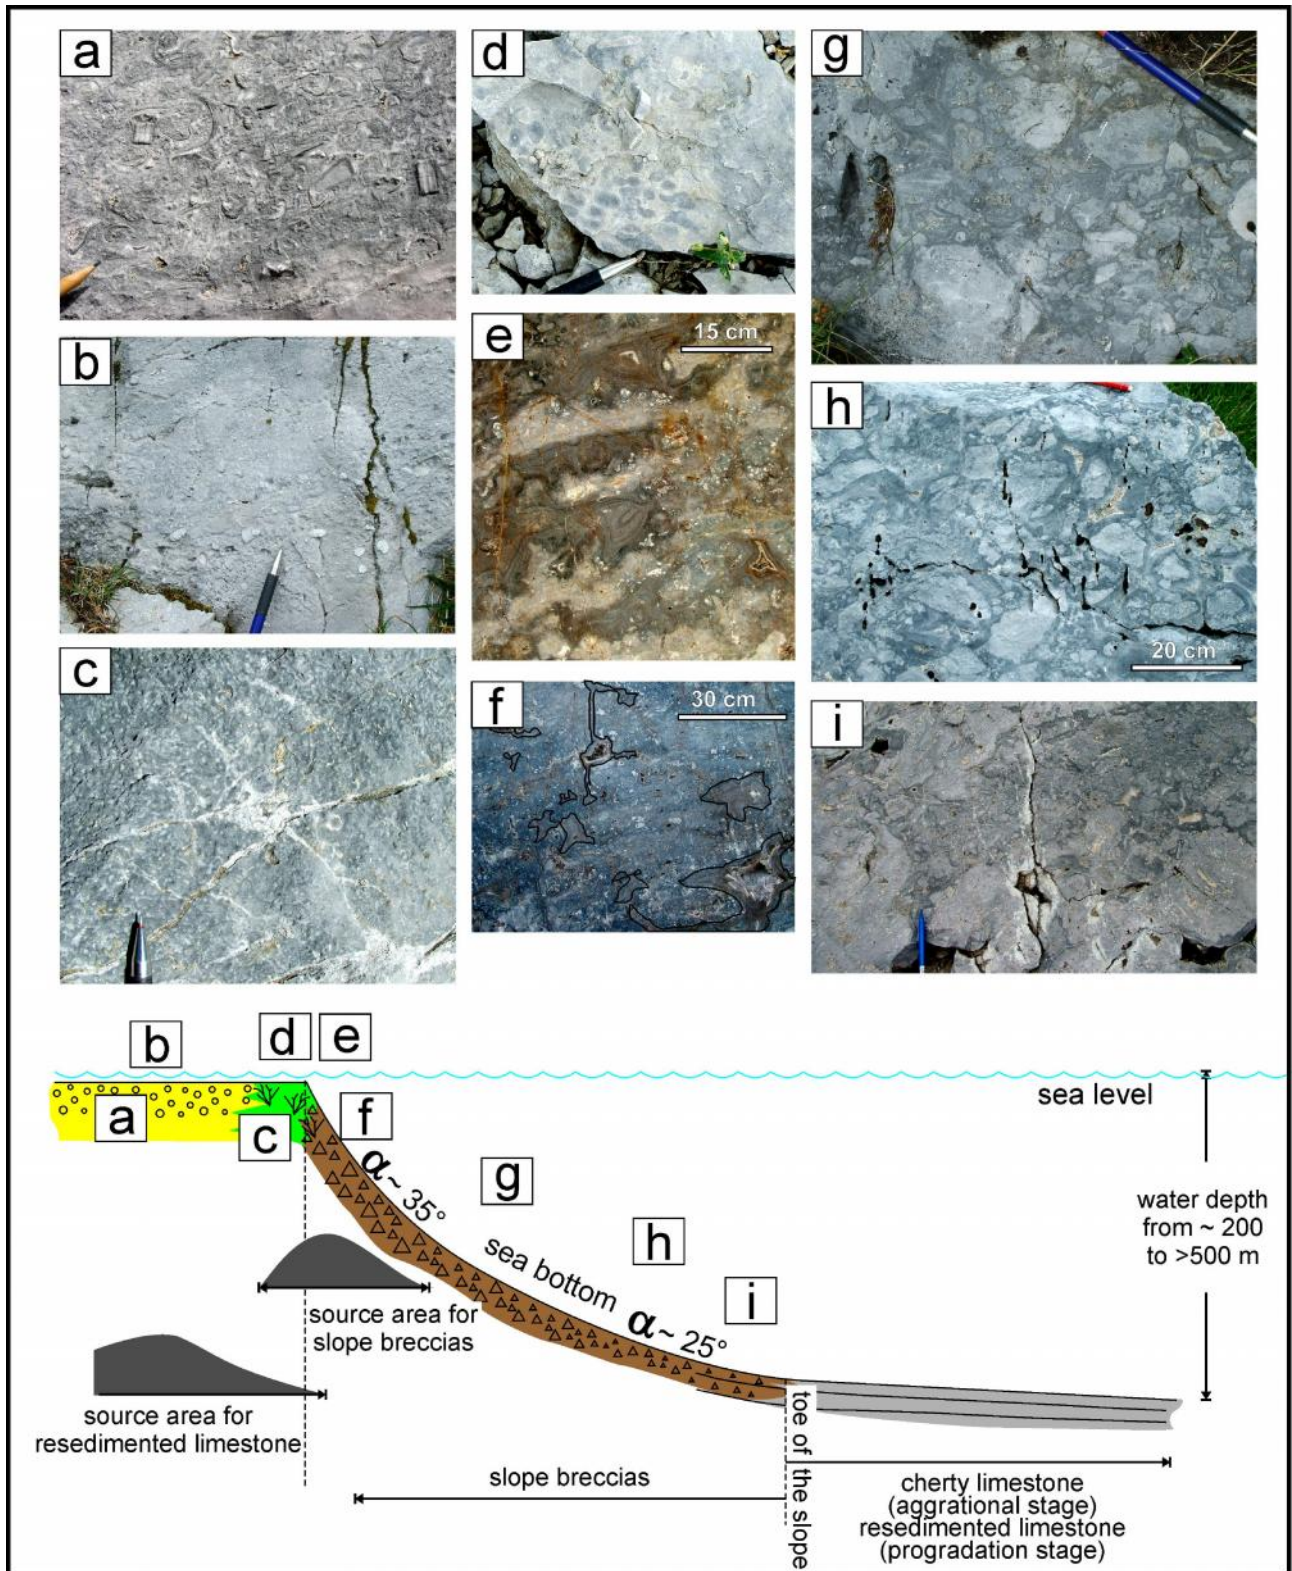 a
d
g
15 cm
e
b
h
20 cm
c
30 cm
f
i
d e
b
sea level
a
f
c
α~ 35°
g
water depth
from ~ 200
to >500 m
h
sea bottom
i
α~ 25°
source area for
slope breccias
source area for
resedimented limestone
toe of the slope
slope breccias
cherty limestone
(aggrational stage)
resedimented limestone
(progradation stage)